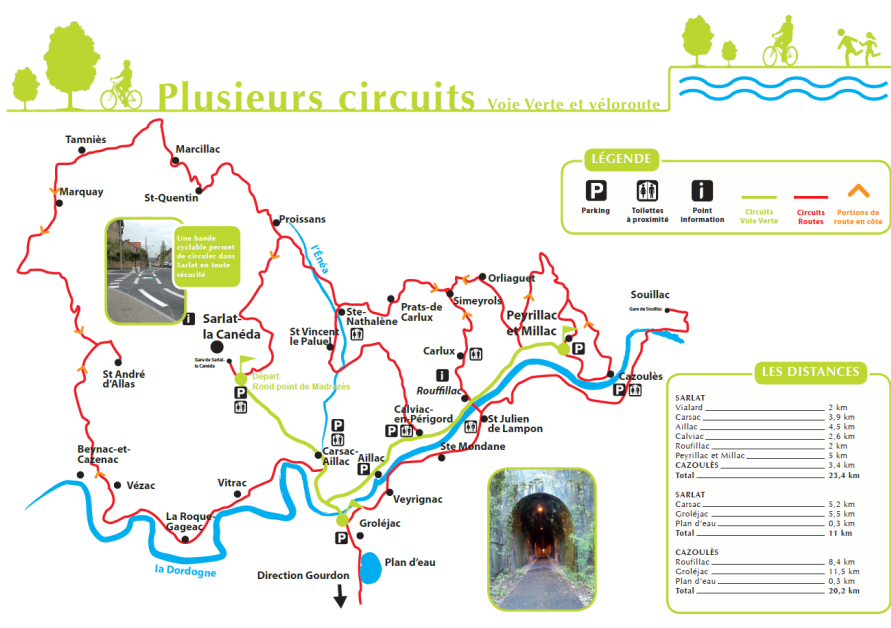 Plusieurs circuits Voie Verte et véloroute
LÉGENDE
Parking
Toilettes
à proximité
Point
information
Circuits
Voie Verte
Circuits
Routes
Portions de
route en côte
Tamniès
Marcillac
Marquay
St-Quentin
Proissans
l'Énéa
Une bande
cyclable permet
de circuler dans
Sarlat en toute
sécurité
Sarlat-
la Canéda
Gare de Sarlat-
la Canéda
Départ
Rond point de Madrazès
St André
d'Allas
St Vincent
le Paluel
Ste-
Nathalène
Prats-de
Carlux
Simeyrols
Orliaguet
Peyrillac
et Millac
Souillac
Gare de Souillac
Carlux
Rouffillac
Cazoulès
Calviac-
en-Périgord
St Julien
de Lampon
Ste Mondane
Carsac-
Aillac
Aillac
Veyrignac
Beynac-et-
Cazenac
Vézac
Vitrac
La Roque-
Gageac
la Dordogne
Groléjac
Plan d'eau
Direction Gourdon
LES DISTANCES
SARLAT
Vialard 2 km
Carsac 3,9 km
Aillac 4,5 km
Calviac 2,6 km
Roufillac 2 km
Peyrillac et Millac 5 km
CAZOULÈS 3,4 km
Total 23,4 km
SARLAT
Carsac 5,2 km
Groléjac 5,5 km
Plan d'eau 0,3 km
Total 11 km
CAZOULÈS
Roufillac 8,4 km
Groléjac 11,5 km
Plan d'eau 0,3 km
Total 20,2 km